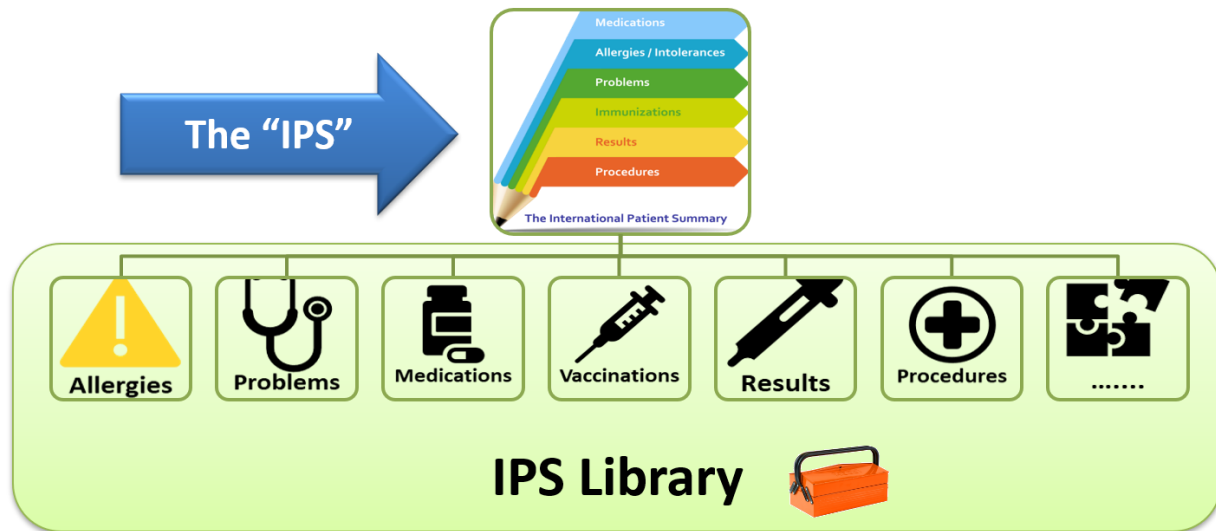 Medications
Allergies / Intolerances
The “IPS”
Problems
Immunizations
Results
Procedures
The International Patient Summary
Allergies
Problems
Medications
Vaccinations
Results
Procedures
.......
IPS Library